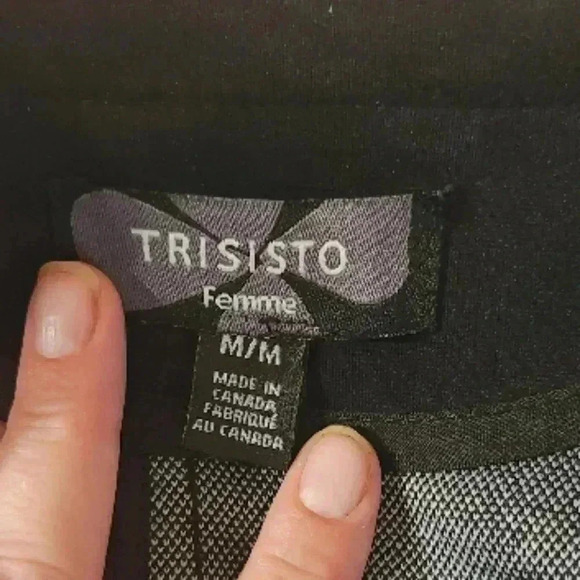 TRISISTO
Femme
M/M
MADE IN
CANADA
FABRIQUÉ
AU CANADA